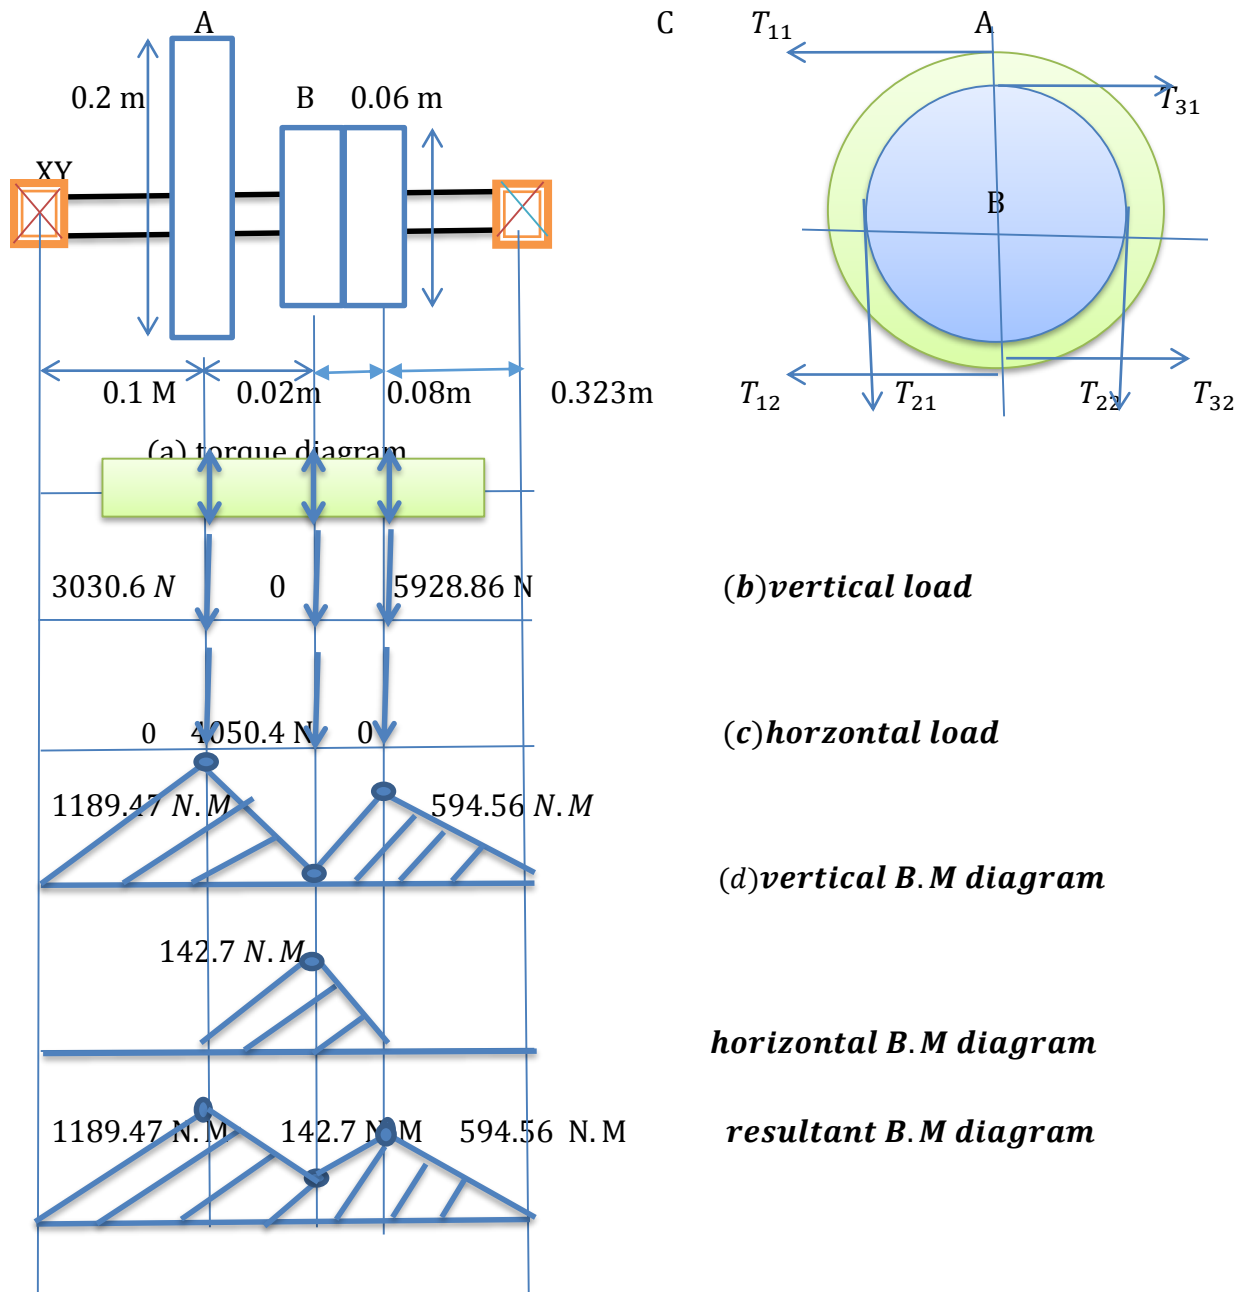 A C T₁₁ A
0.2 m B 0.06 m T₃₁
XY
B
0.1 M 0.02m 0.08m 0.323m T₁₂ T₂₁ T₂₂ T₃₂
(a) torque diagram
3030.6 N 0 5928.86 N (b)vertical load
0 4050.4 N 0 (c)horzontal load
1189.47 N.M 594.56 N.M
(d)vertical B.M diagram
142.7 N.M
horizontal B.M diagram
1189.47 N.M 142.7 N.M 594.56 N.M resultant B.M diagram